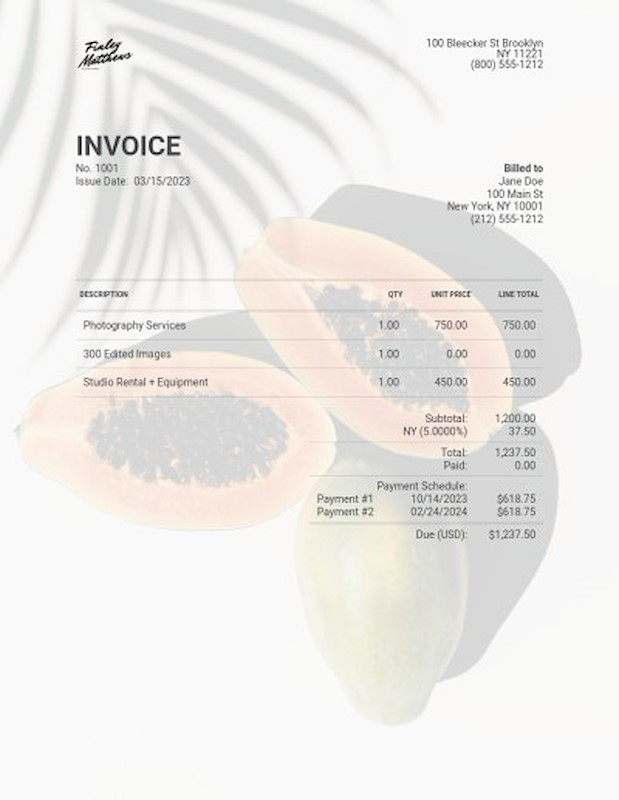 Finley
Matthews
100 Bleecker St Brooklyn
NY 11221
(800) 555-1212
INVOICE
No. 1001
Issue Date: 03/15/2023
Billed to
Jane Doe
100 Main St
New York, NY 10001
(212) 555-1212
DESCRIPTION QTY UNIT PRICE LINE TOTAL
Photography Services 1.00 750.00 750.00
300 Edited Images 1.00 0.00 0.00
Studio Rental + Equipment 1.00 450.00 450.00
Subtotal: 1,200.00
NY (5.0000%) 37.50
Total: 1,237.50
Paid: 0.00
Payment Schedule:
Payment #1 10/14/2023 $618.75
Payment #2 02/24/2024 $618.75
Due (USD): $1,237.50